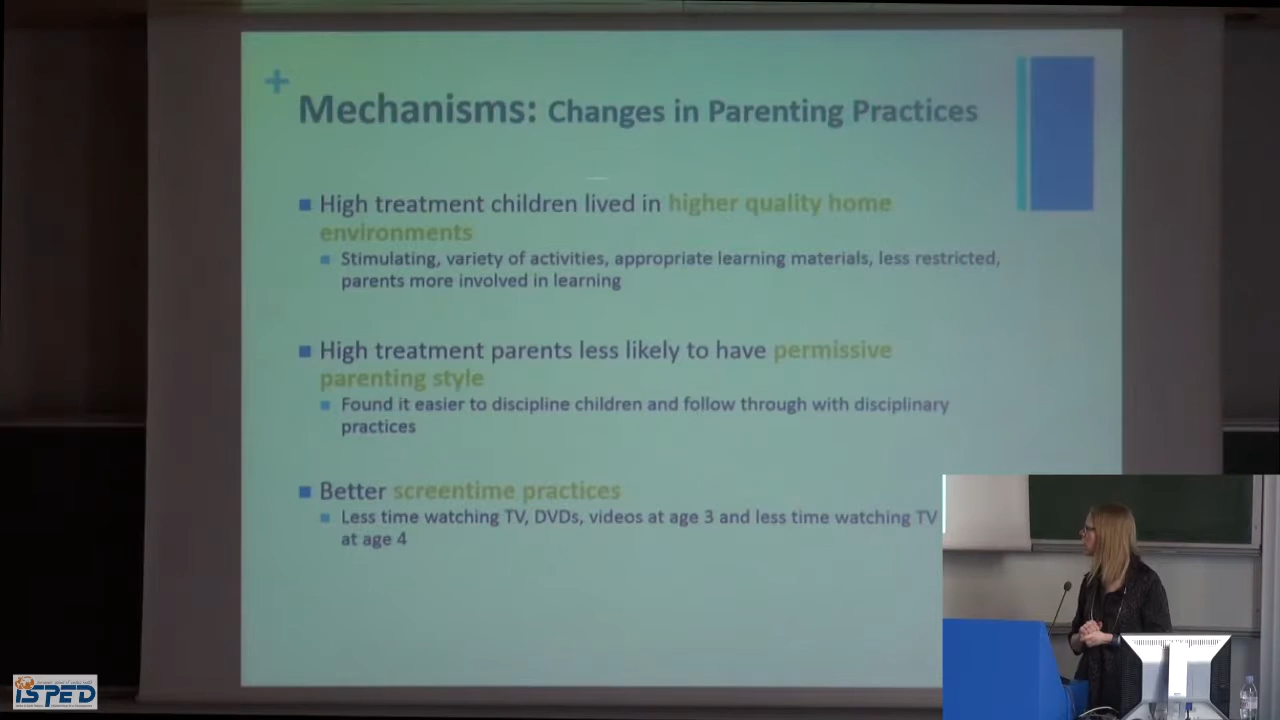 +
Mechanisms: Changes in Parenting Practices
High treatment children lived in higher quality home
environments
Stimulating, variety of activities, appropriate learning materials, less restricted,
parents more involved in learning
High treatment parents less likely to have permissive
parenting style
Found it easier to discipline children and follow through with disciplinary
practices
Better screentime practices
Less time watching TV, DVDs, videos at age 3 and less time watching TV
at age 4
ISPED